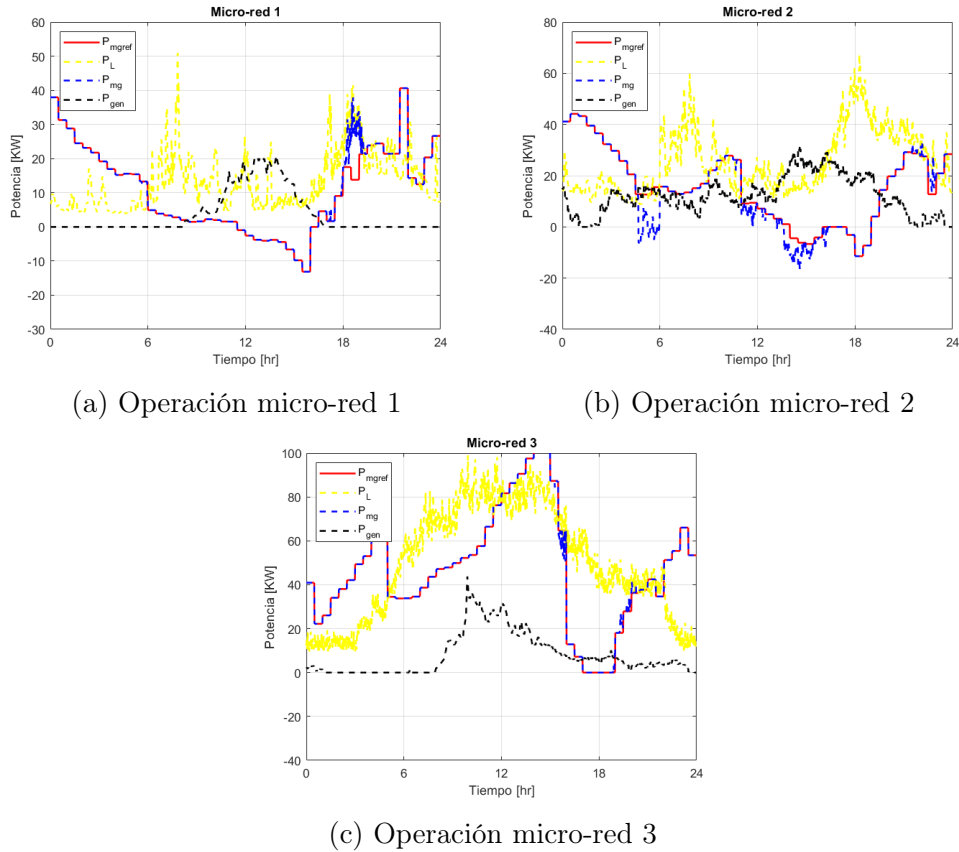 Micro-red 1
60
50
40
30
20
10
0
-10
-20
-30
Potencia [KW]
P_mgref
P_L
P_mg
P_gen
0 6 12 18 24
Tiempo [hr]
(a) Operación micro-red 1
Micro-red 2
80
60
40
20
0
-20
-40
Potencia [KW]
P_mgref
P_L
P_mg
P_gen
0 6 12 18 24
Tiempo [hr]
(b) Operación micro-red 2
Micro-red 3
100
80
60
40
20
0
-20
-40
Potencia [KW]
P_mgref
P_L
P_mg
P_gen
0 6 12 18 24
Tiempo [hr]
(c) Operación micro-red 3